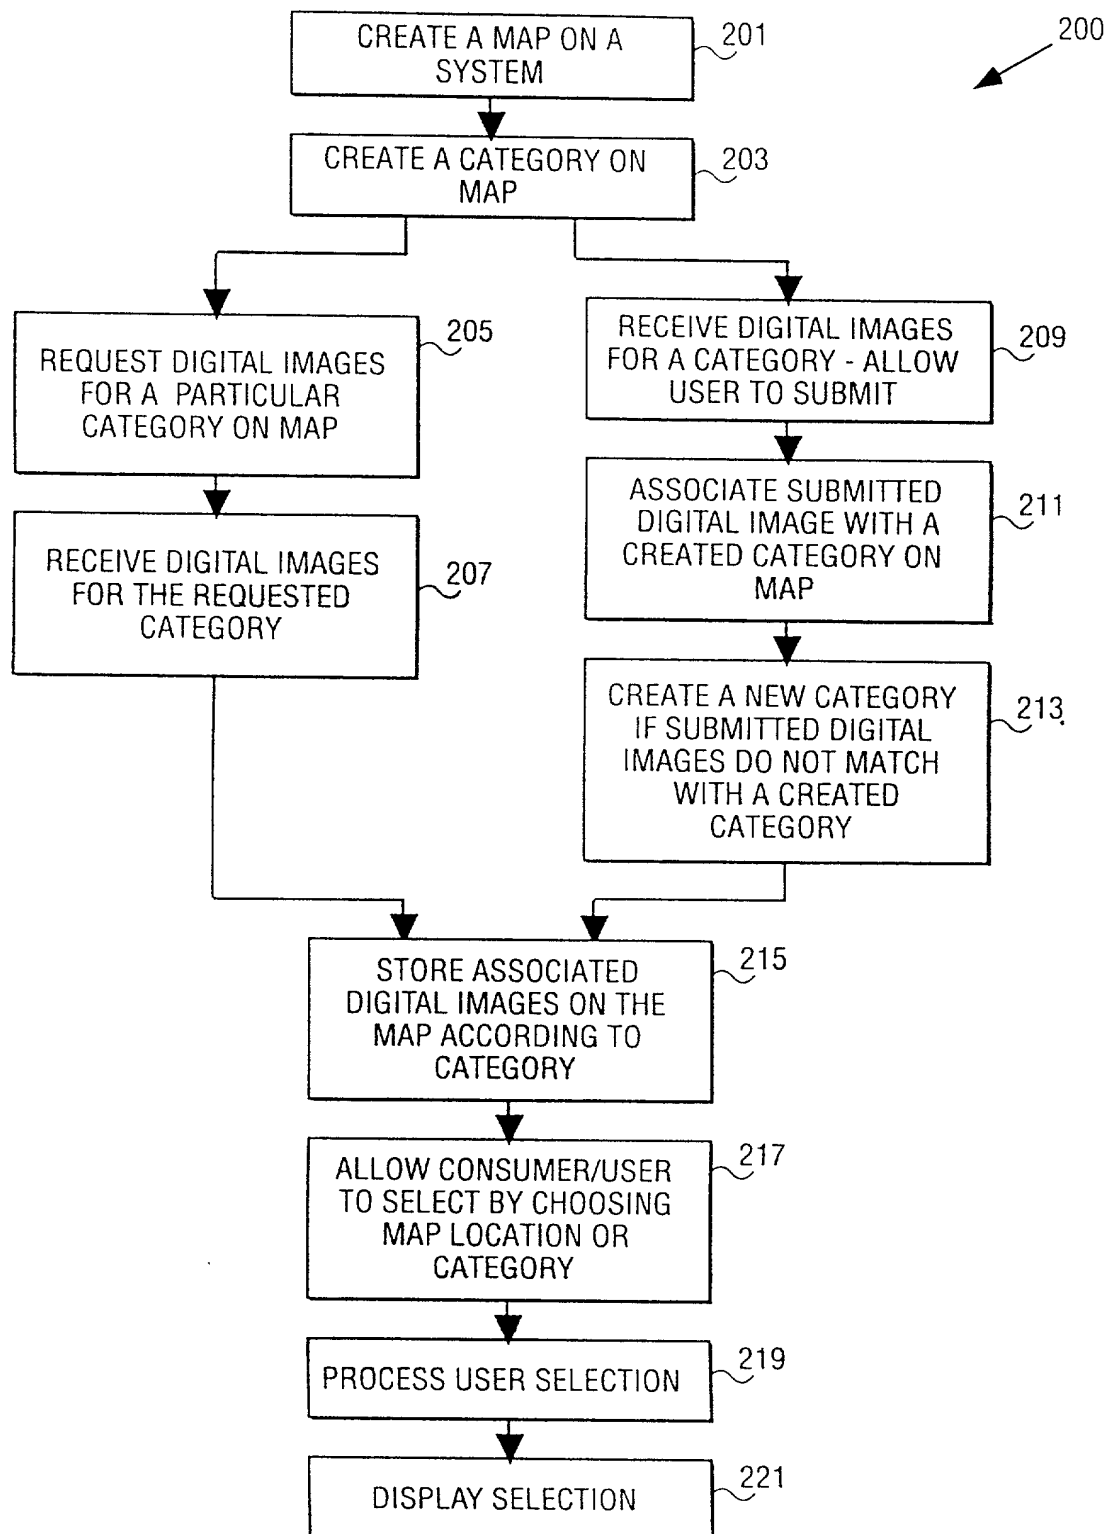 200
CREATE A MAP ON A
SYSTEM
201
CREATE A CATEGORY ON
MAP
203
REQUEST DIGITAL IMAGES
FOR A PARTICULAR
CATEGORY ON MAP
205
RECEIVE DIGITAL IMAGES
FOR THE REQUESTED
CATEGORY
207
RECEIVE DIGITAL IMAGES
FOR A CATEGORY - ALLOW
USER TO SUBMIT
209
ASSOCIATE SUBMITTED
DIGITAL IMAGE WITH A
CREATED CATEGORY ON
MAP
211
CREATE A NEW CATEGORY
IF SUBMITTED DIGITAL
IMAGES DO NOT MATCH
WITH A CREATED
CATEGORY
213
STORE ASSOCIATED
DIGITAL IMAGES ON THE
MAP ACCORDING TO
CATEGORY
215
ALLOW CONSUMER/USER
TO SELECT BY CHOOSING
MAP LOCATION OR
CATEGORY
217
PROCESS USER SELECTION
219
DISPLAY SELECTION
221